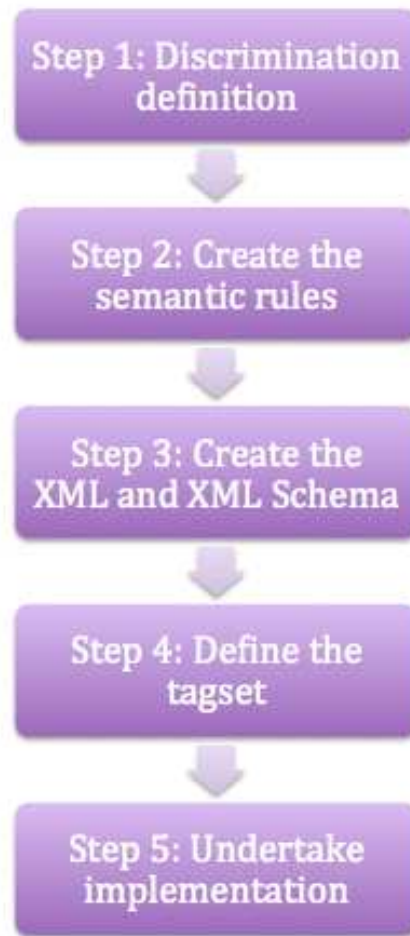 Step 1: Discrimination
definition
Step 2: Create the
semantic rules
Step 3: Create the
XML and XML Schema
Step 4: Define the
tagset
Step 5: Undertake
implementation